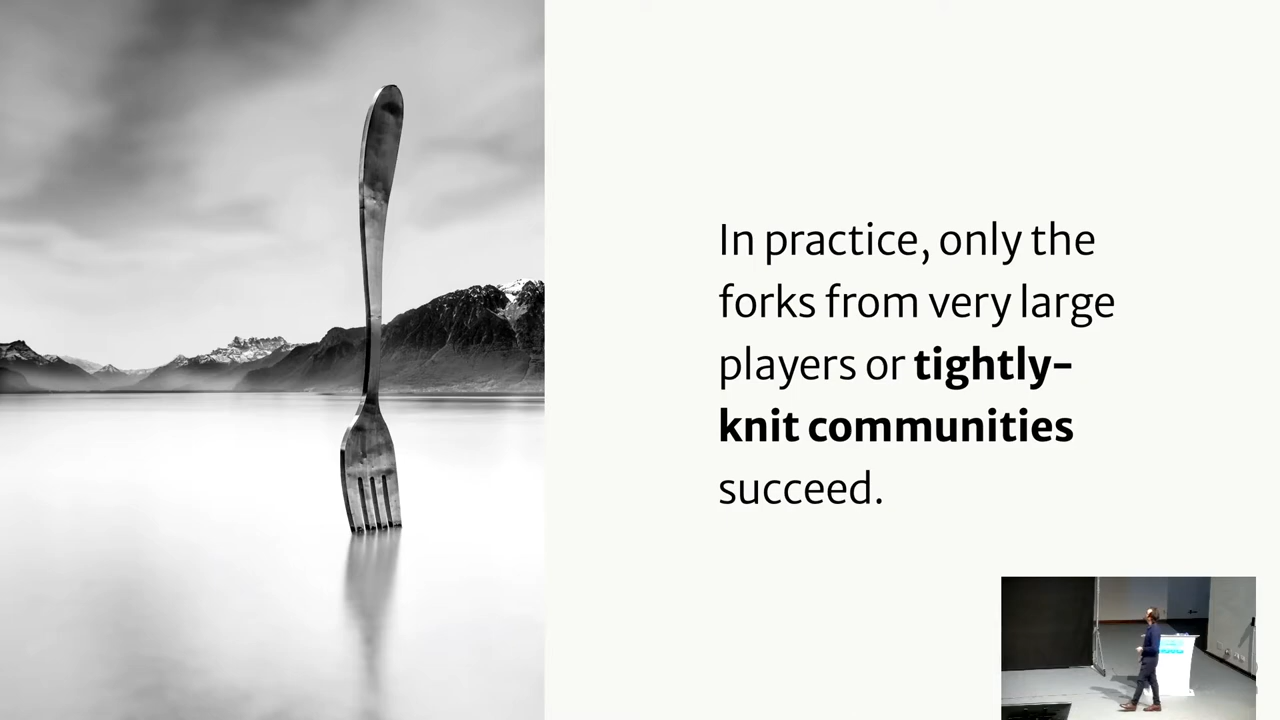 In practice, only the
forks from very large
players or tightly-
knit communities
succeed.